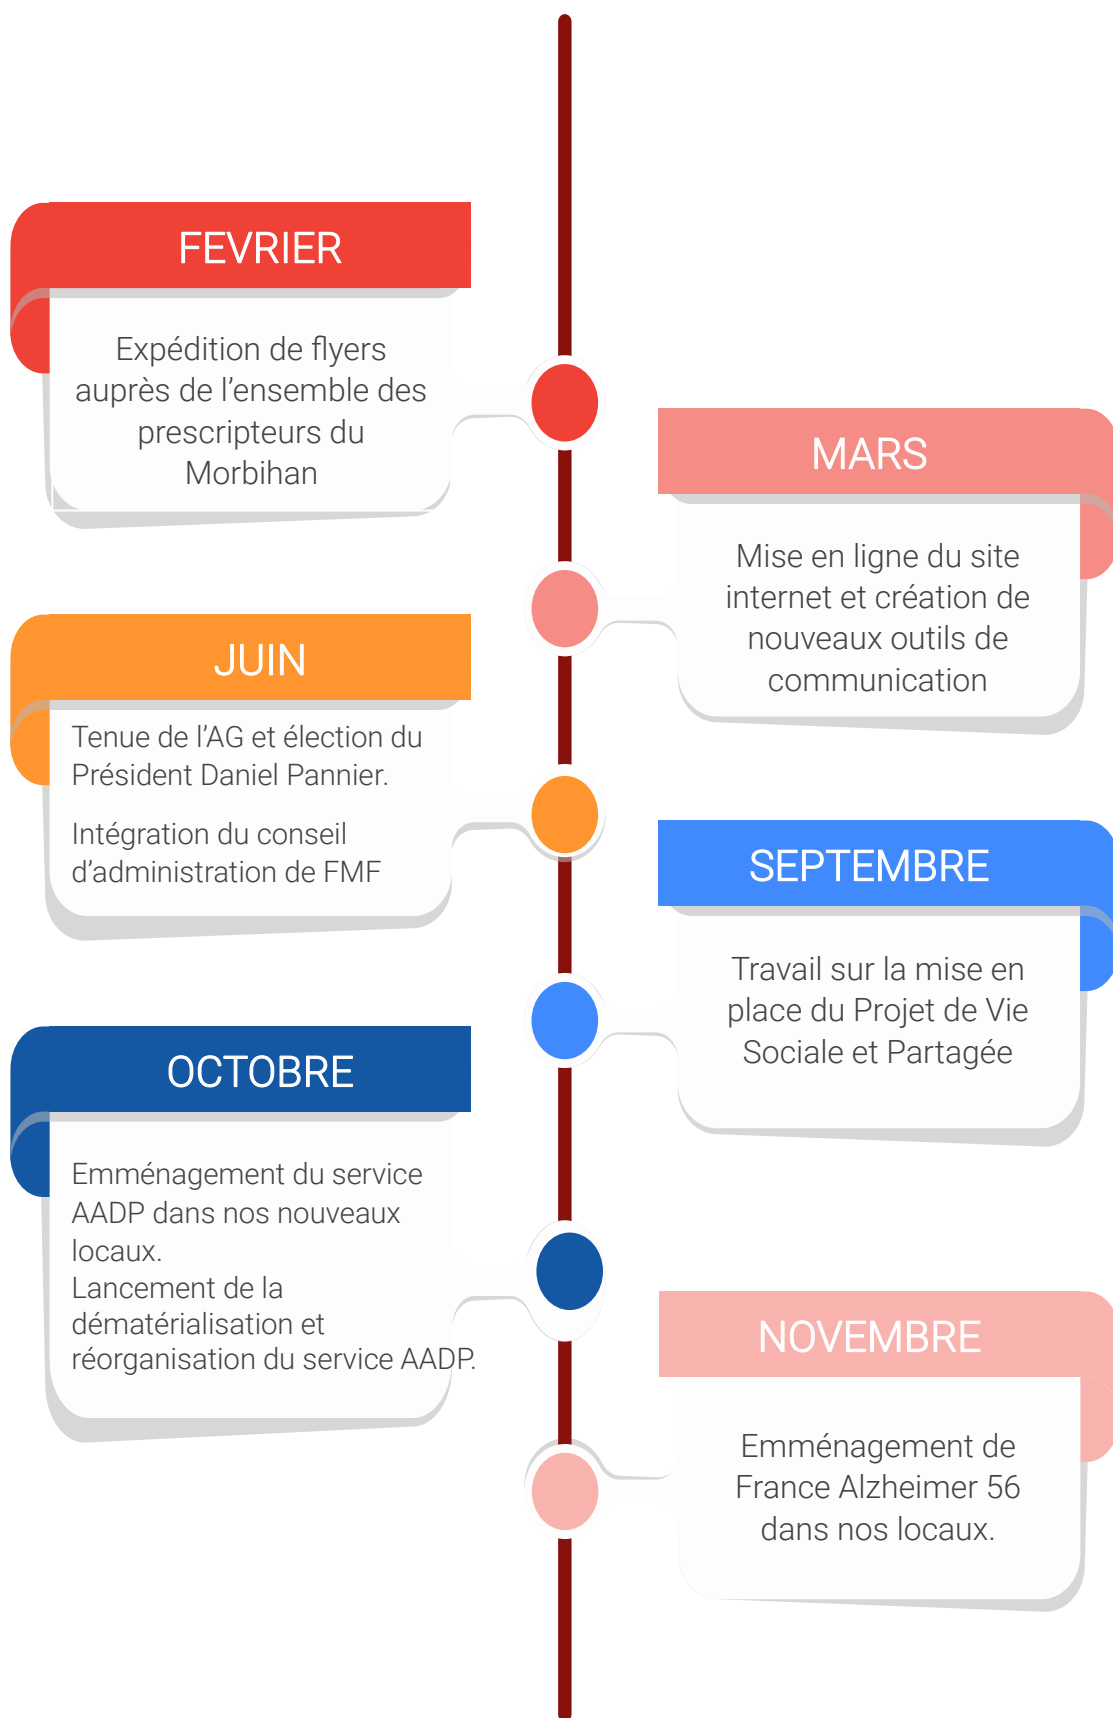 FEVRIER
Expédition de flyers
auprès de l'ensemble des
prescripteurs du
Morbihan
MARS
Mise en ligne du site
internet et création de
nouveaux outils de
communication
JUIN
Tenue de l'AG et élection du
Président Daniel Pannier.
Intégration du conseil
d'administration de FMF
SEPTEMBRE
Travail sur la mise en
place du Projet de Vie
Sociale et Partagée
OCTOBRE
Emménagement du service
AADP dans nos nouveaux
locaux.
Lancement de la
dématérialisation et
réorganisation du service AADP.
NOVEMBRE
Emménagement de
France Alzheimer 56
dans nos locaux.